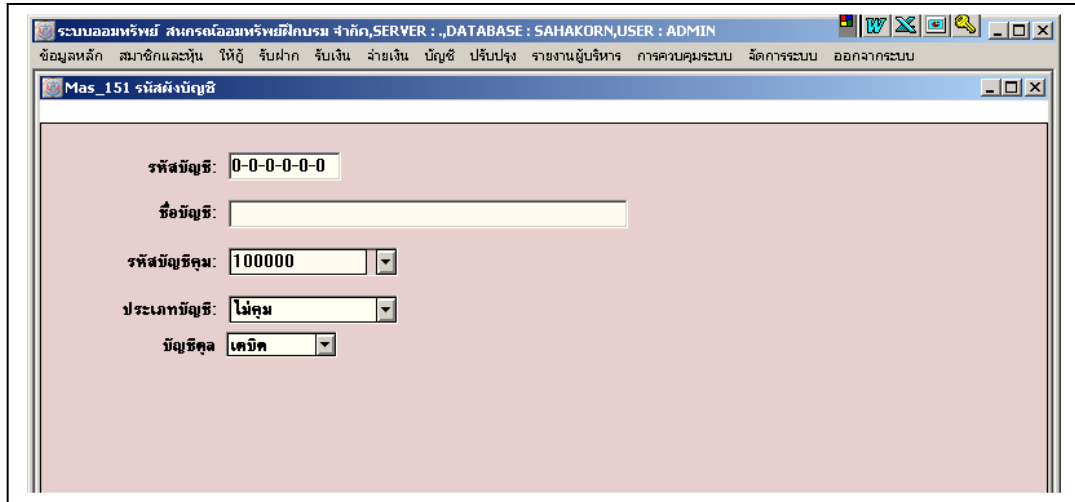 ระบบออมทรัพย์ สหกรณ์ออมทรัพย์ฝึกบรม จำกัด,SERVER : .,DATABASE : SAHAKORN,USER : ADMIN
ข้อมูลหลัก สมาชิกและหุ้น ให้กู้ รับฝาก รับเงิน จ่ายเงิน บัญชี ปรับปรุง รายงานผู้บริหาร การควบคุมระบบ จัดการระบบ ออกจากระบบ
Mas_151 รหัสผังบัญชี
รหัสบัญชี: 0-0-0-0-0-0
ชื่อบัญชี:
รหัสบัญชีคุม: 100000
ประเภทบัญชี: ไม่คุม
บัญชีดุล เดบิต